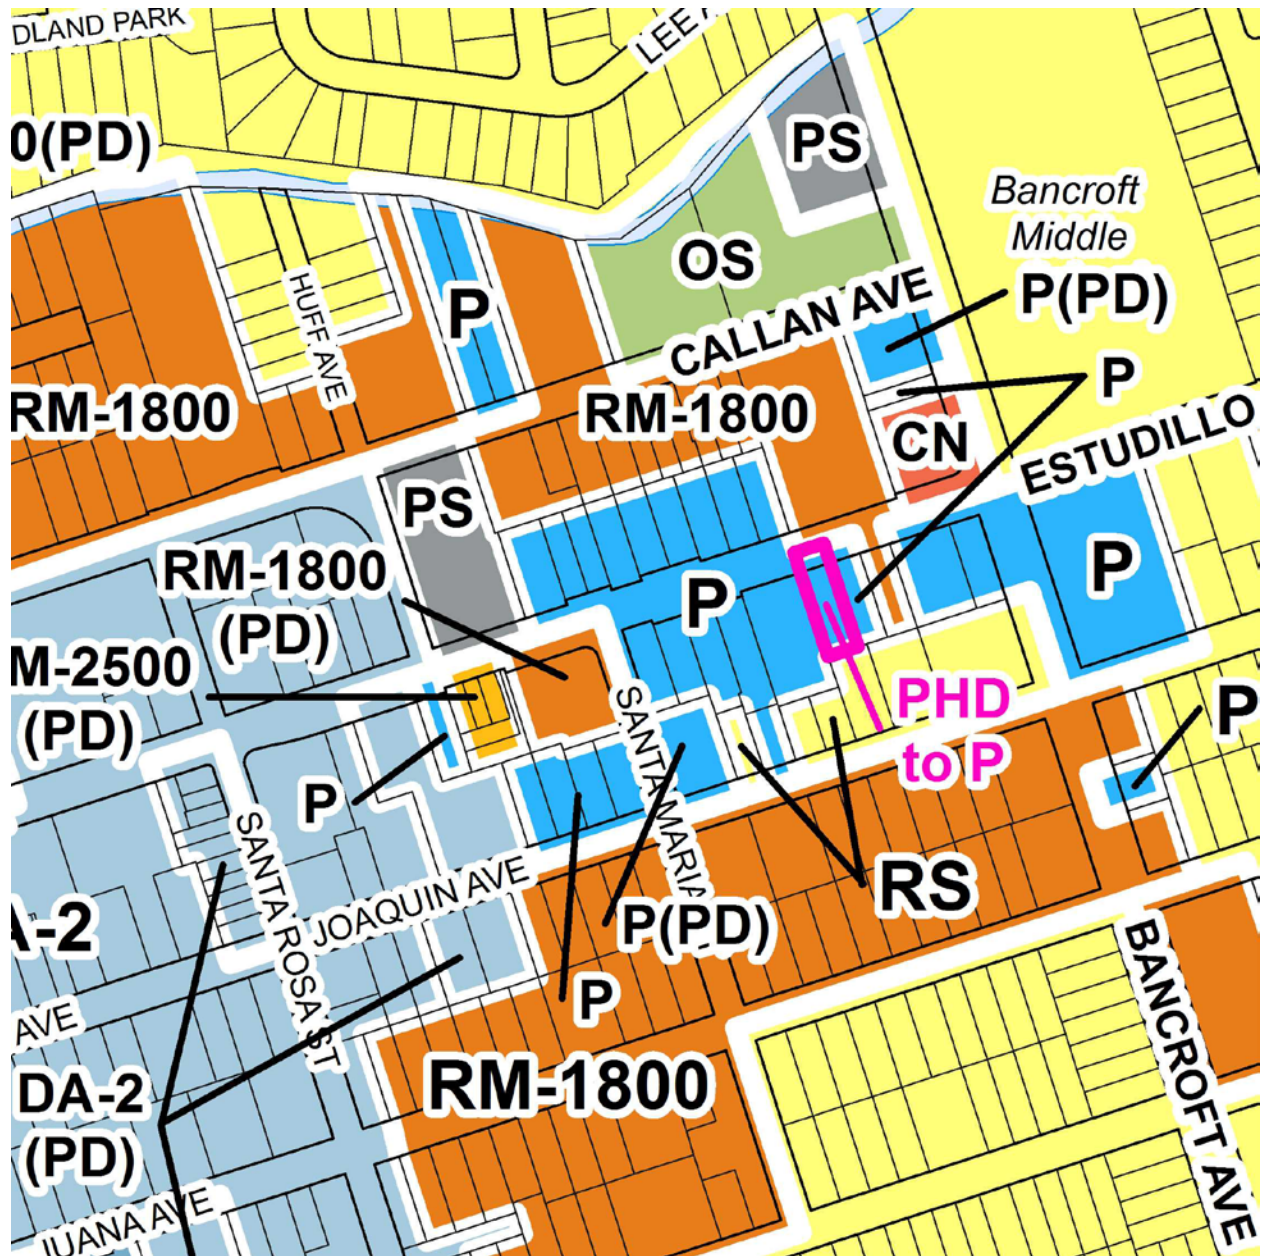 DLAND PARK
LEE
0(PD)
PS
Bancroft
Middle
P(PD)
OS
CALLAN AVE
HUFF AVE
P
P
RM-1800
RM-1800
CN
ESTUDILLO
PS
RM-1800
(PD)
P
P
M-2500
(PD)
SANTA MARIA
PHD
to P
P
P
SANTA ROSA ST
JOAQUIN AVE
RS
A-2
P(PD)
P
BANCROFT AVE
AVE
RM-1800
DA-2
(PD)
JUANA AVE